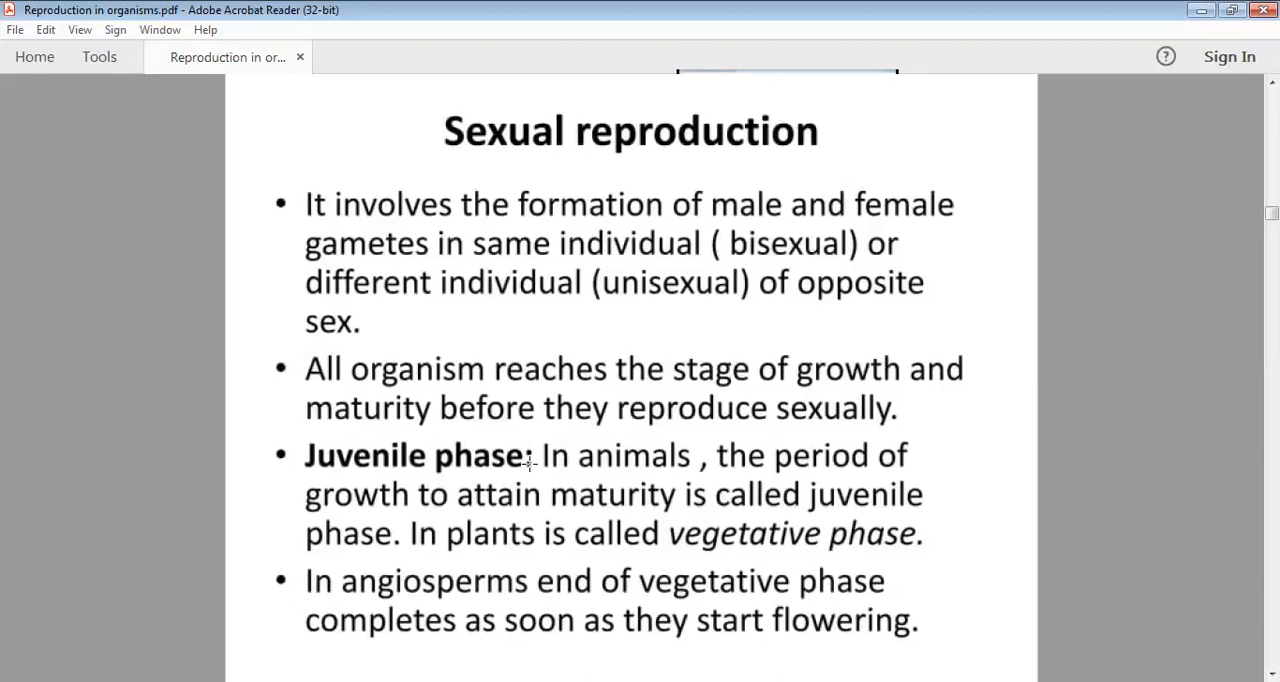 Reproduction in organisms.pdf - Adobe Acrobat Reader (32-bit)
File Edit View Sign Window Help
Home Tools Reproduction in or... × ? Sign In
Sexual reproduction
• It involves the formation of male and female
gametes in same individual ( bisexual) or
different individual (unisexual) of opposite
sex.
• All organism reaches the stage of growth and
maturity before they reproduce sexually.
• Juvenile phase: In animals , the period of
growth to attain maturity is called juvenile
phase. In plants is called vegetative phase.
• In angiosperms end of vegetative phase
completes as soon as they start flowering.